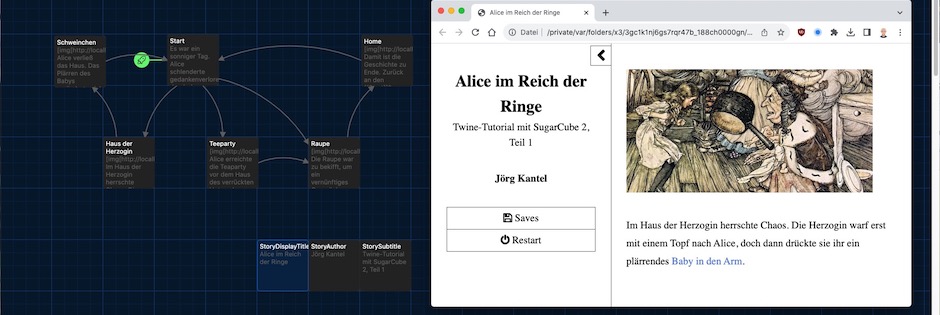 Schweinchen
[img[http://locall
Alice verließ
das Haus. Das
Plärren des
Babys
Start
Es war ein
sonniger Tag.
Alice
schlenderte
gedankenverlore
Home
[img[http://locall
Damit ist die
Geschichte zu
Ende. Zurück
an den
Haus der
Herzogin
[img[http://locall
Im Haus der
Herzogin
herrschte
Teeparty
[img[http://locall
Alice erreichte
die Teeparty
vor dem Haus
des verrückten
Raupe
[img[http://locall
Die Raupe war
zu bekifft, um
ein
vernünftiges
StoryDisplayTitle
Alice im Reich
der Ringe
StoryAuthor
Jörg Kantel
StorySubtitle
Twine-Tutorial
mit SugarCube
2, Teil 1
Alice im Reich der Ringe
Datei
/private/var/folders/x3/3gc1k1nj6gs7rqr47b_188ch0000gn/...
Alice im Reich der
Ringe
Twine-Tutorial mit SugarCube 2,
Teil 1
Jörg Kantel
Saves
Restart
Im Haus der Herzogin herrschte Chaos. Die Herzogin warf erst
mit einem Topf nach Alice, doch dann drückte sie ihr ein
plärrendes Baby in den Arm.